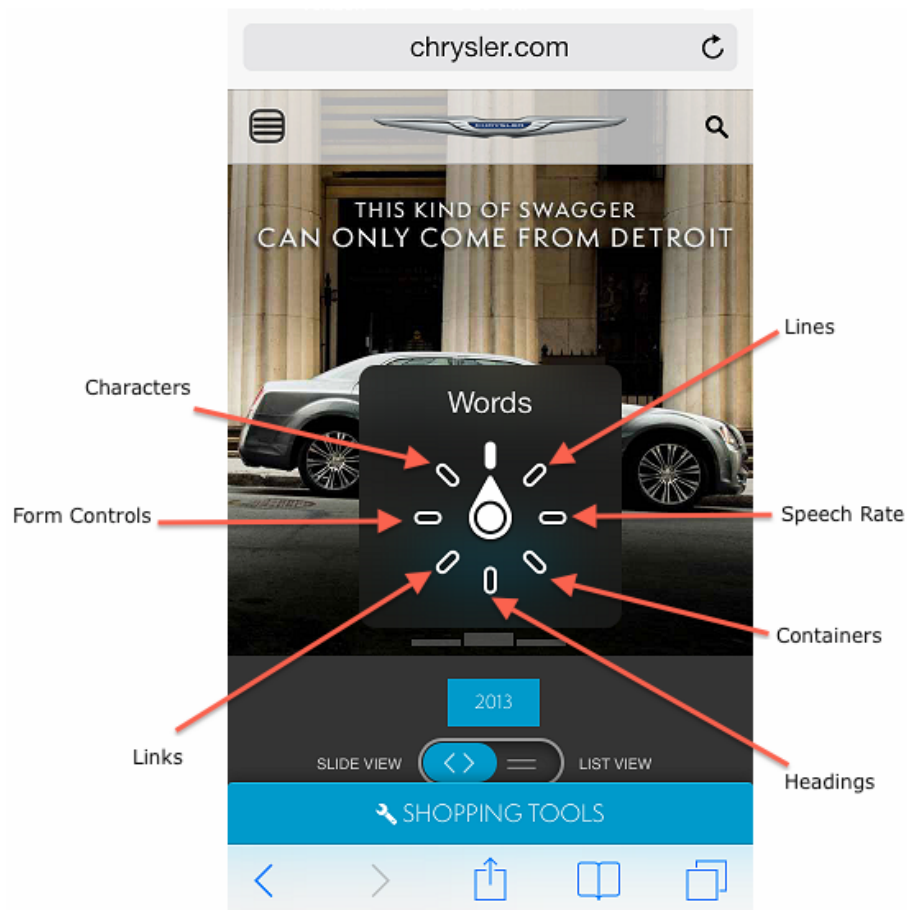 chrysler.com
CHRYSLER
THIS KIND OF SWAGGER
CAN ONLY COME FROM DETROIT
Lines
Characters
Words
Form Controls
Speech Rate
Containers
2013
Links
SLIDE VIEW
LIST VIEW
Headings
SHOPPING TOOLS